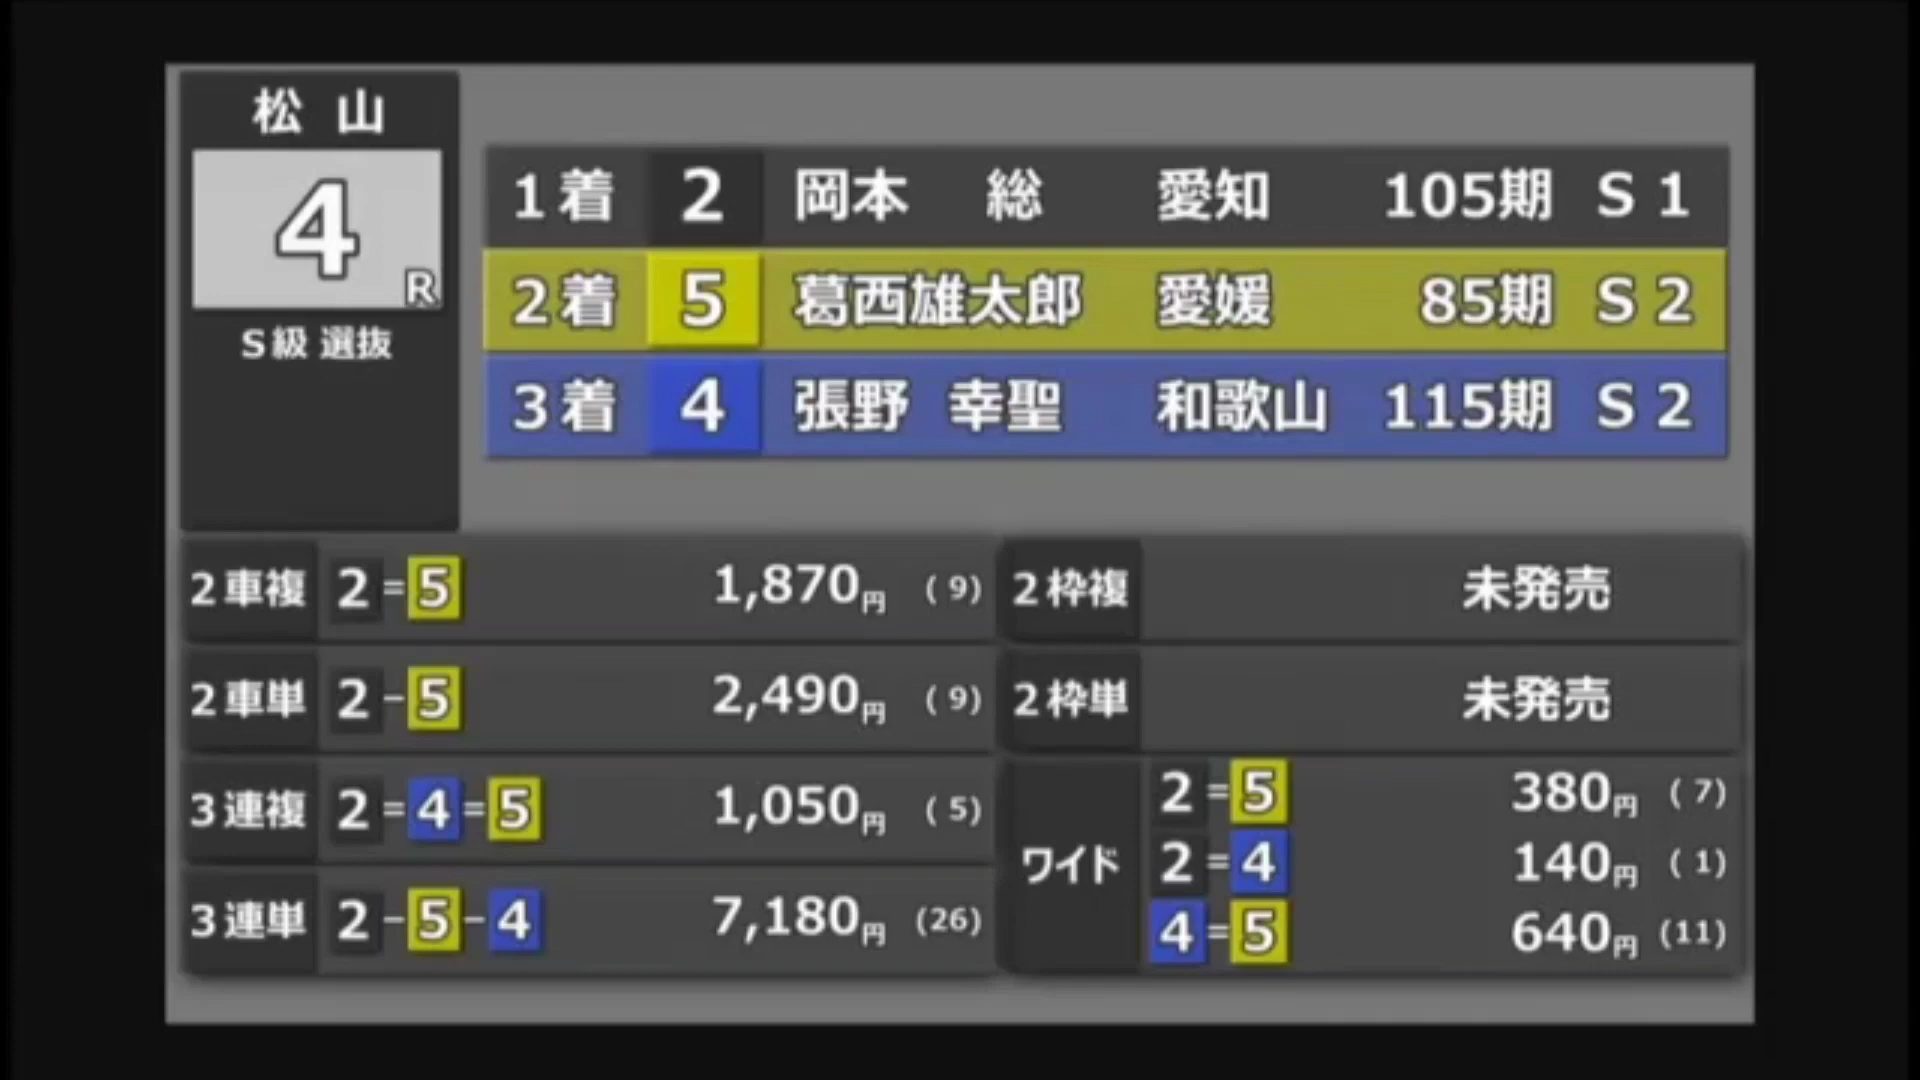 松 山
4R
S級 選抜
1着 2 岡本 総 愛知 105期 S1
2着 5 葛西雄太郎 愛媛 85期 S2
3着 4 張野 幸聖 和歌山 115期 S2
2車複 2=5 1,870円 (9)
2車単 2-5 2,490円 (9)
3連複 2=4=5 1,050円 (5)
3連単 2-5-4 7,180円 (26)
2枠複 未発売
2枠単 未発売
ワイド
2=5 380円 (7)
2=4 140円 (1)
4=5 640円 (11)